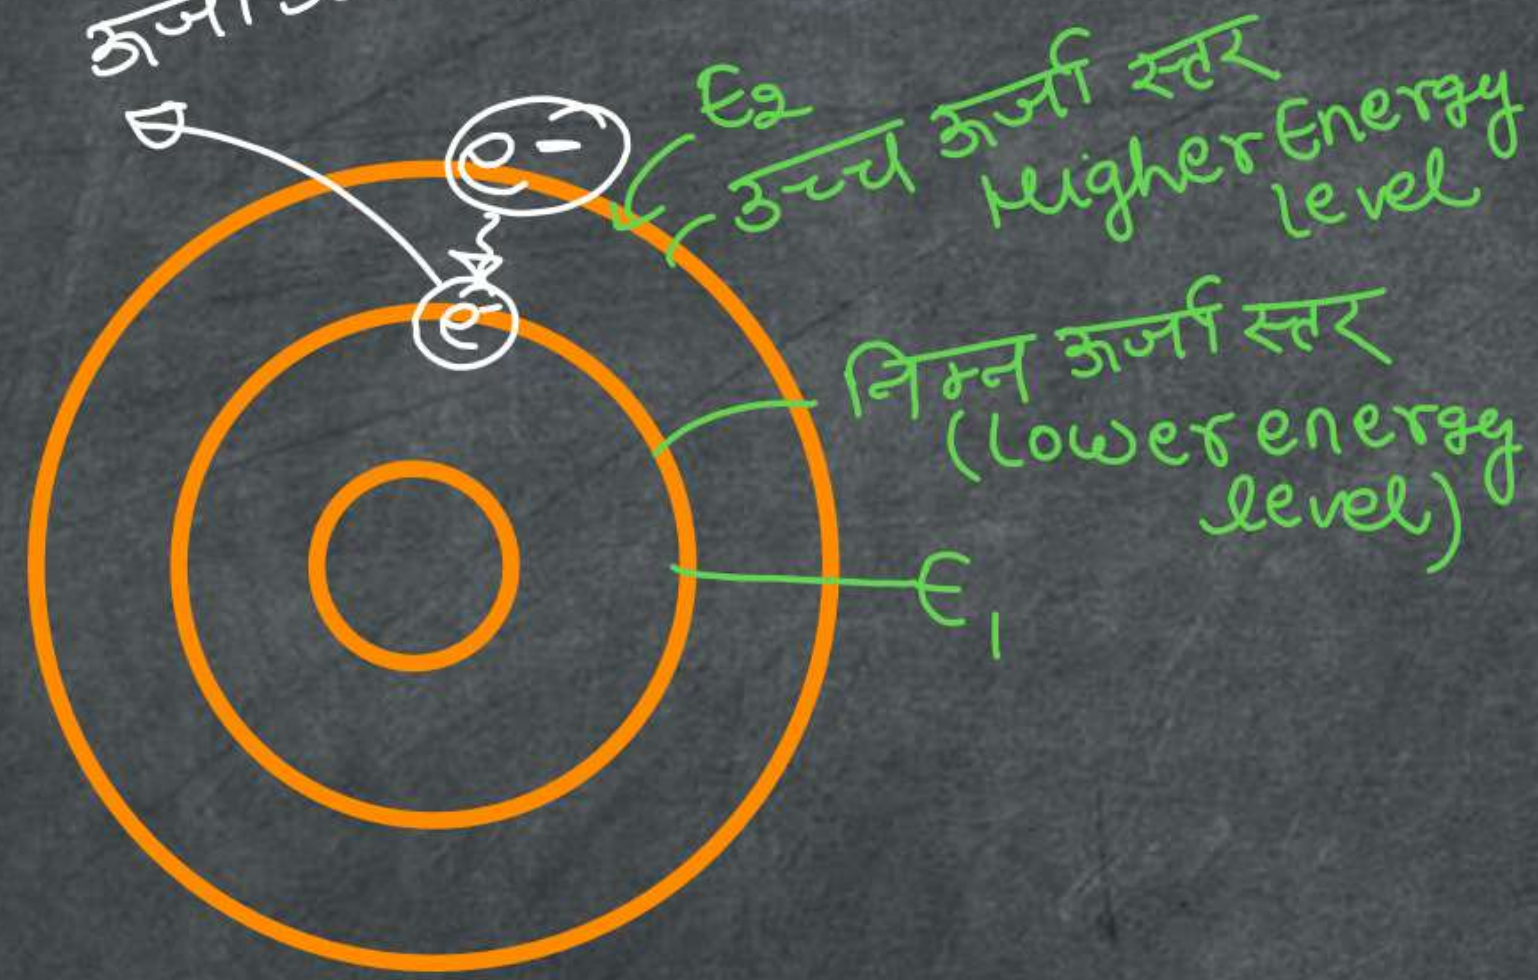 ऊर्जा
E2
उच्च ऊर्जा स्तर
Higher Energy
level
e-
e-
निम्न ऊर्जा स्तर
(lower energy
level)
E1